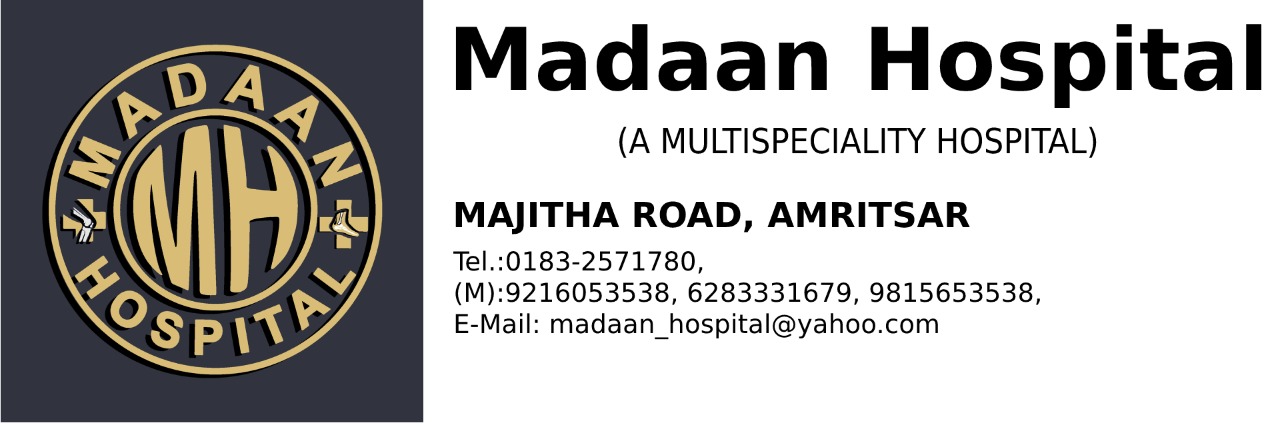 MADAAN
MH
HOSPITAL
Madaan Hospital
(A MULTISPECIALITY HOSPITAL)
MAJITHA ROAD, AMRITSAR
Tel.:0183-2571780,
(M):9216053538, 6283331679, 9815653538,
E-Mail: madaan_hospital@yahoo.com